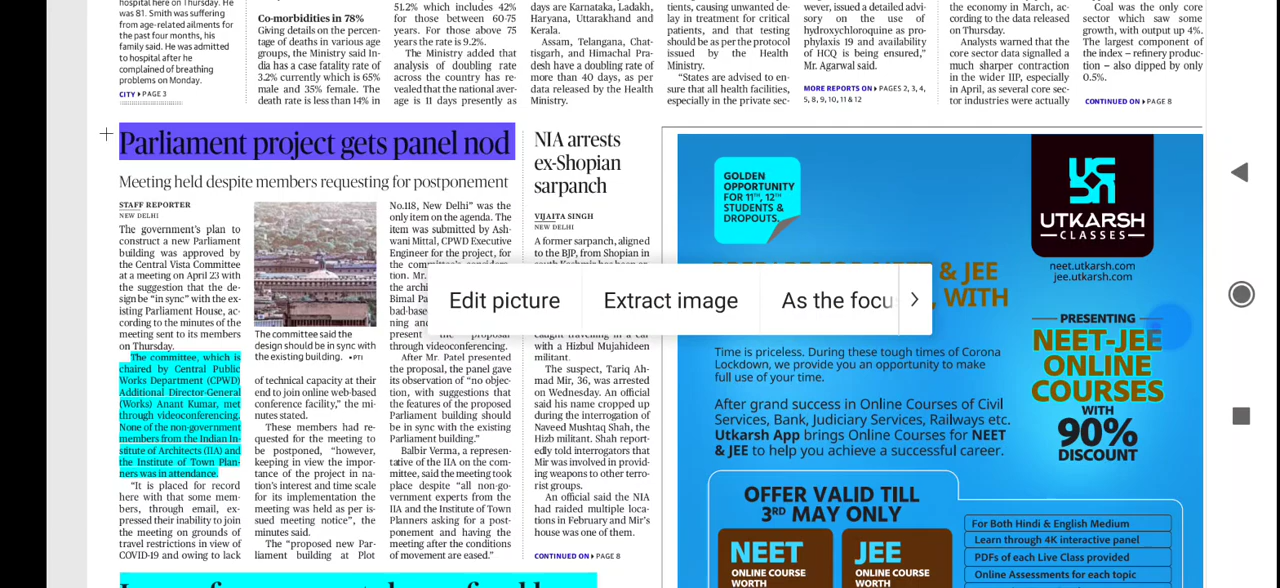 hospital here on Thursday. He
was 81. Smith was suffering
from age-related ailments for
the past four months, his
family said. He was admitted
to hospital after he
complained of breathing
problems on Monday.
CITY ▸ PAGE 3
Co-morbidities in 78%
Giving details on the percen-
tage of deaths in various age
groups, the Ministry said In-
dia has a case fatality rate of
3.2% currently which is 65%
male and 35% female. The
death rate is less than 14% in
51.2% which includes 42%
for those between 60-75
years. For those above 75
years the rate is 9.2%.
The Ministry added that
analysis of doubling rate
across the country has re-
vealed that the national aver-
age is 11 days presently as
days are Karnataka, Ladakh,
Haryana, Uttarakhand and
Kerala.
Assam, Telangana, Chat-
tisgarh, and Himachal Pra-
desh have a doubling rate of
more than 40 days, as per
data released by the Health
Ministry.
tients, causing unwanted de-
lay in treatment for critical
patients, and that testing
should be as per the protocol
issued by the Health
Ministry.
“States are advised to en-
sure that all health facilities,
especially in the private sec-
wever, issued a detailed advi-
sory on the use of
hydroxychloroquine as pro-
phylaxis 19 and availability
of HCQ is being ensured,”
Mr. Agarwal said.
MORE REPORTS ON ▸ PAGES 2, 3, 4,
5, 8, 9, 10, 11 & 12
the economy in March, ac-
cording to the data released
on Thursday.
Analysts warned that the
core sector data signalled a
much sharper contraction
in the wider IIP, especially
in April, as several core sec-
tor industries were actually
Coal was the only core
sector which saw some
growth, with output up 4%.
The largest component of
the index – refinery produc-
tion – also dipped by only
0.5%.
CONTINUED ON ▸ PAGE 8
Parliament project gets panel nod
Meeting held despite members requesting for postponement
STAFF REPORTER
NEW DELHI
The government’s plan to
construct a new Parliament
building was approved by
the Central Vista Committee
at a meeting on April 23 with
the suggestion that the de-
sign be “in sync” with the ex-
isting Parliament House, ac-
cording to the minutes of the
meeting sent to its members
on Thursday.
The committee, which is
chaired by Central Public
Works Department (CPWD)
Additional Director-General
(Works) Anant Kumar, met
through videoconferencing.
None of the non-government
members from the Indian In-
stitute of Architects (IIA) and
the Institute of Town Plan-
ners was in attendance.
“It is placed for record
here with that some mem-
bers, through email, ex-
pressed their inability to join
the meeting on grounds of
travel restrictions in view of
COVID-19 and owing to lack
The committee said the
design should be in sync with
the existing building. •PTI
of technical capacity at their
end to join online web-based
conference facility,” the mi-
nutes stated.
These members had re-
quested for the meeting to
be postponed, “however,
keeping in view the impor-
tance of the project in na-
tion’s interest and time scale
for its implementation the
meeting was held as per is-
sued meeting notice”, the
minutes said.
The “proposed new Par-
liament building at Plot
No.118, New Delhi” was the
only item on the agenda. The
item was submitted by Ash-
wani Mittal, CPWD Executive
Engineer for the project, for
the
tion. Mr.
the archi
Bimal Pa
bad-base
ning and
present the proposal
through videoconferencing.
After Mr. Patel presented
the proposal, the panel gave
its observation of “no objec-
tion, with suggestions that
the features of the proposed
Parliament building should
be in sync with the existing
Parliament building.”
Balbir Verma, a represen-
tative of the IIA on the com-
mittee, said the meeting took
place despite “all non-go-
vernment experts from the
IIA and the Institute of Town
Planners asking for a post-
ponement and having the
meeting after the conditions
of movement are eased.”
NIA arrests
ex-Shopian
sarpanch
VIJAITA SINGH
NEW DELHI
A former sarpanch, aligned
to the BJP, from Shopian in
with a Hizbul Mujahideen
militant.
The suspect, Tariq Ah-
mad Mir, 36, was arrested
on Wednesday. An official
said his name cropped up
during the interrogation of
Naveed Mushtaq Shah, the
Hizb militant. Shah report-
edly told interrogators that
Mir was involved in provid-
ing weapons to other terro-
rist groups.
An official said the NIA
had raided multiple loca-
tions in February and Mir’s
house was one of them.
CONTINUED ON ▸ PAGE 8
Edit picture
Extract image
As the focu
GOLDEN
OPPORTUNITY
FOR 11TH, 12TH
STUDENTS &
DROPOUTS.
& JEE
WITH
Time is priceless. During these tough times of Corona
Lockdown, we provide you an opportunity to make
full use of your time.
After grand success in Online Courses of Civil
Services, Bank, Judiciary Services, Railways etc.
Utkarsh App brings Online Courses for NEET
& JEE to help you achieve a successful career.
UTKARSH
CLASSES
neet.utkarsh.com
jee.utkarsh.com
PRESENTING
NEET-JEE
ONLINE
COURSES
WITH
90%
DISCOUNT
OFFER VALID TILL
3RD MAY ONLY
NEET
ONLINE COURSE
WORTH
JEE
ONLINE COURSE
WORTH
For Both Hindi & English Medium
Learn through 4K interactive panel
PDFs of each Live Class provided
Online Assessments for each topic